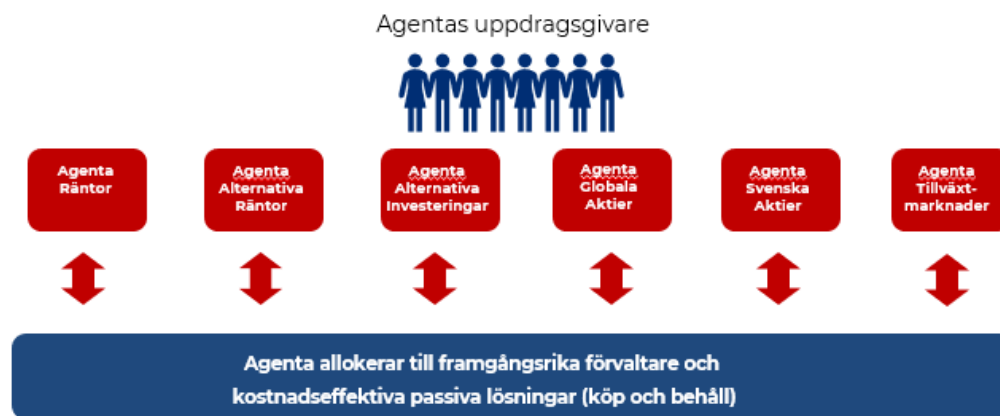 Agentas uppdragsgivare
Agenta
Räntor
Agenta
Alternativa
Räntor
Agenta
Alternativa
Investeringar
Agenta
Globala
Aktier
Agenta
Svenska
Aktier
Agenta
Tillväxt-
marknader
Agenta allokerar till framgångsrika förvaltare och
kostnadseffektiva passiva lösningar (köp och behåll)